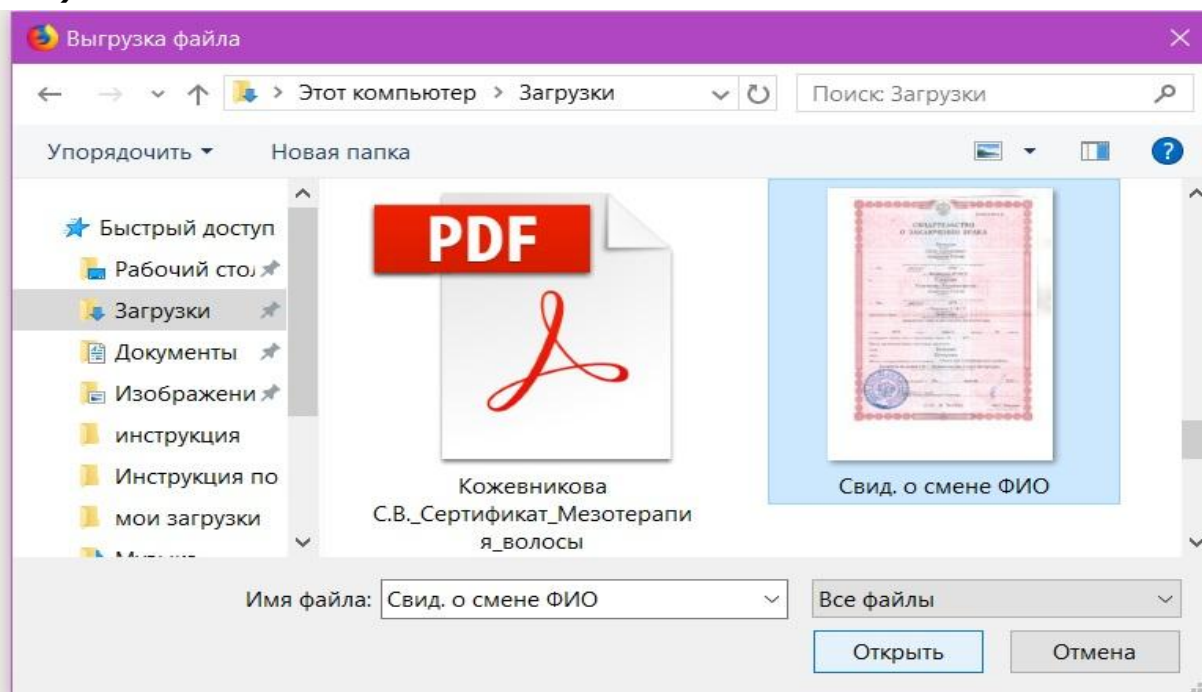 Выгрузка файла
Этот компьютер > Загрузки
Поиск: Загрузки
Упорядочить
Новая папка
Быстрый доступ
Рабочий стол
Загрузки
Документы
Изображени
инструкция
Инструкция по
мои загрузки
PDF
Кожевникова
С.В._Сертификат_Мезотерапи
я_волосы
СВИДЕТЕЛЬСТВО
О ЗАКЛЮЧЕНИИ БРАКА
Свид. о смене ФИО
Имя файла: Свид. о смене ФИО
Все файлы
Открыть
Отмена